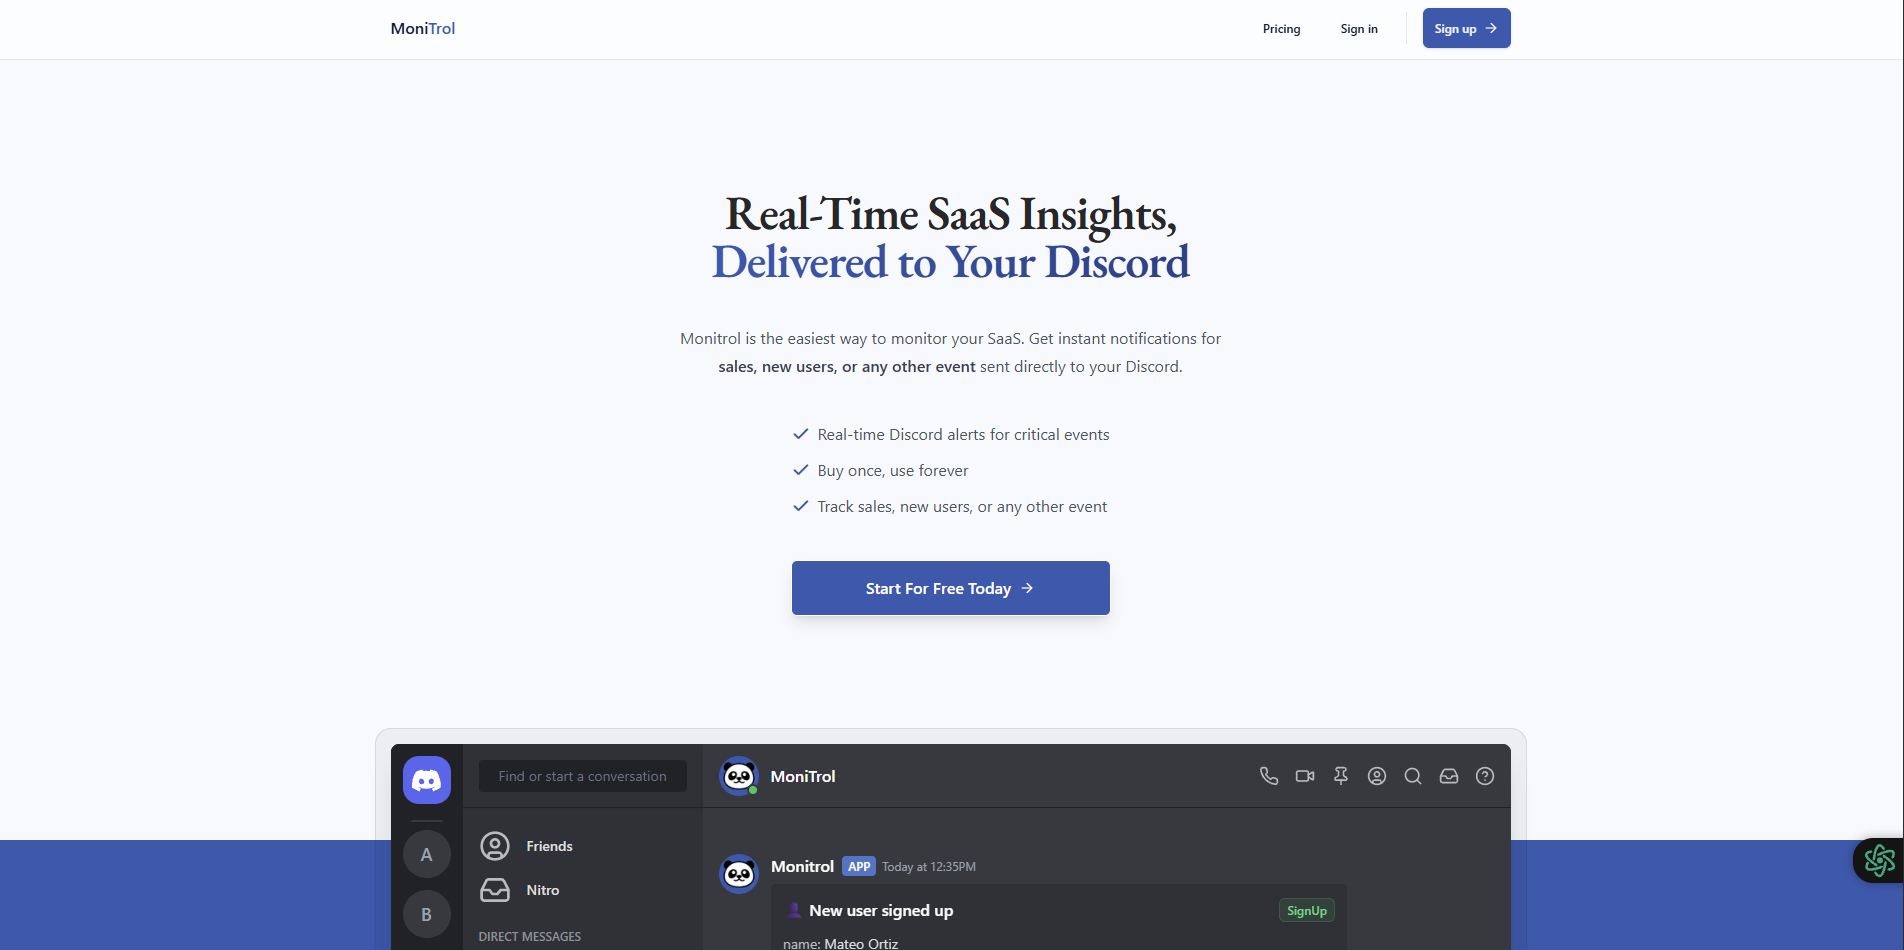 MoniTrol
Pricing
Sign in
Sign up
Real-Time SaaS Insights,
Delivered to Your Discord
Monitrol is the easiest way to monitor your SaaS. Get instant notifications for
sales, new users, or any other event sent directly to your Discord.
Real-time Discord alerts for critical events
Buy once, use forever
Track sales, new users, or any other event
Start For Free Today
Find or start a conversation
MoniTrol
A
Friends
Monitrol APP Today at 12:35PM
Nitro
B
New user signed up
SignUp
DIRECT MESSAGES
name: Mateo Ortiz